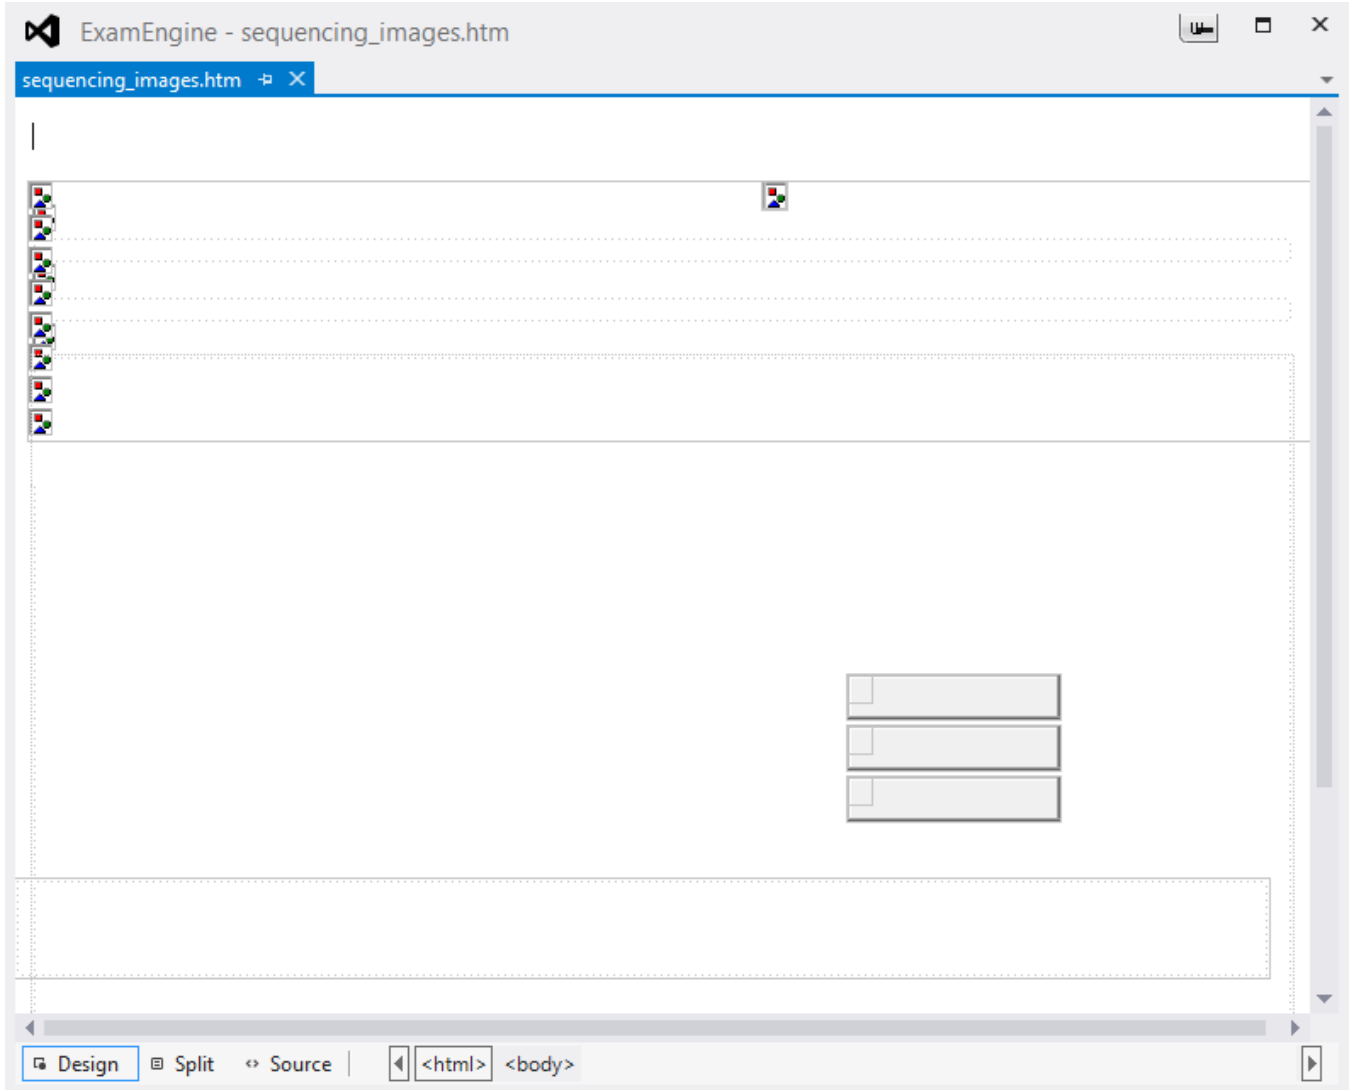 ExamEngine - sequencing_images.htm
sequencing_images.htm
Design Split Source <html> <body>